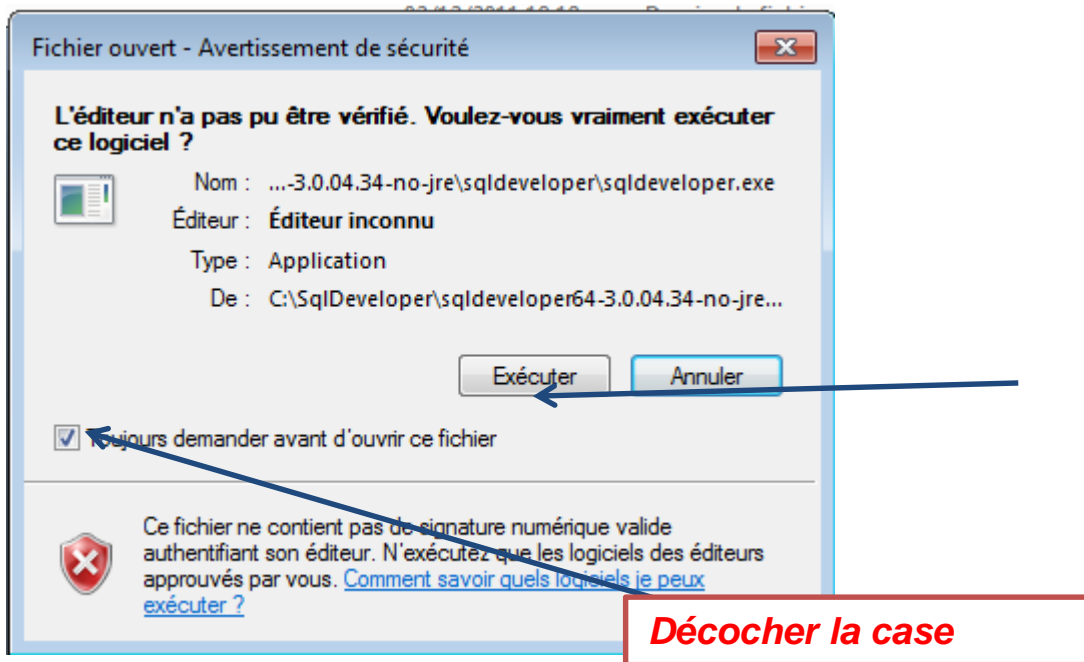 Fichier ouvert - Avertissement de sécurité
L'éditeur n'a pas pu être vérifié. Voulez-vous vraiment exécuter
ce logiciel ?
Nom : ...-3.0.04.34-no-jre\sqldeveloper\sqldeveloper.exe
Éditeur : Éditeur inconnu
Type : Application
De : C:\SqlDeveloper\sqldeveloper64-3.0.04.34-no-jre...
Exécuter Annuler
Toujours demander avant d'ouvrir ce fichier
Ce fichier ne contient pas de signature numérique valide
authentifiant son éditeur. N'exécutez que les logiciels des éditeurs
approuvés par vous. Comment savoir quels logiciels je peux
exécuter ?
Décocher la case